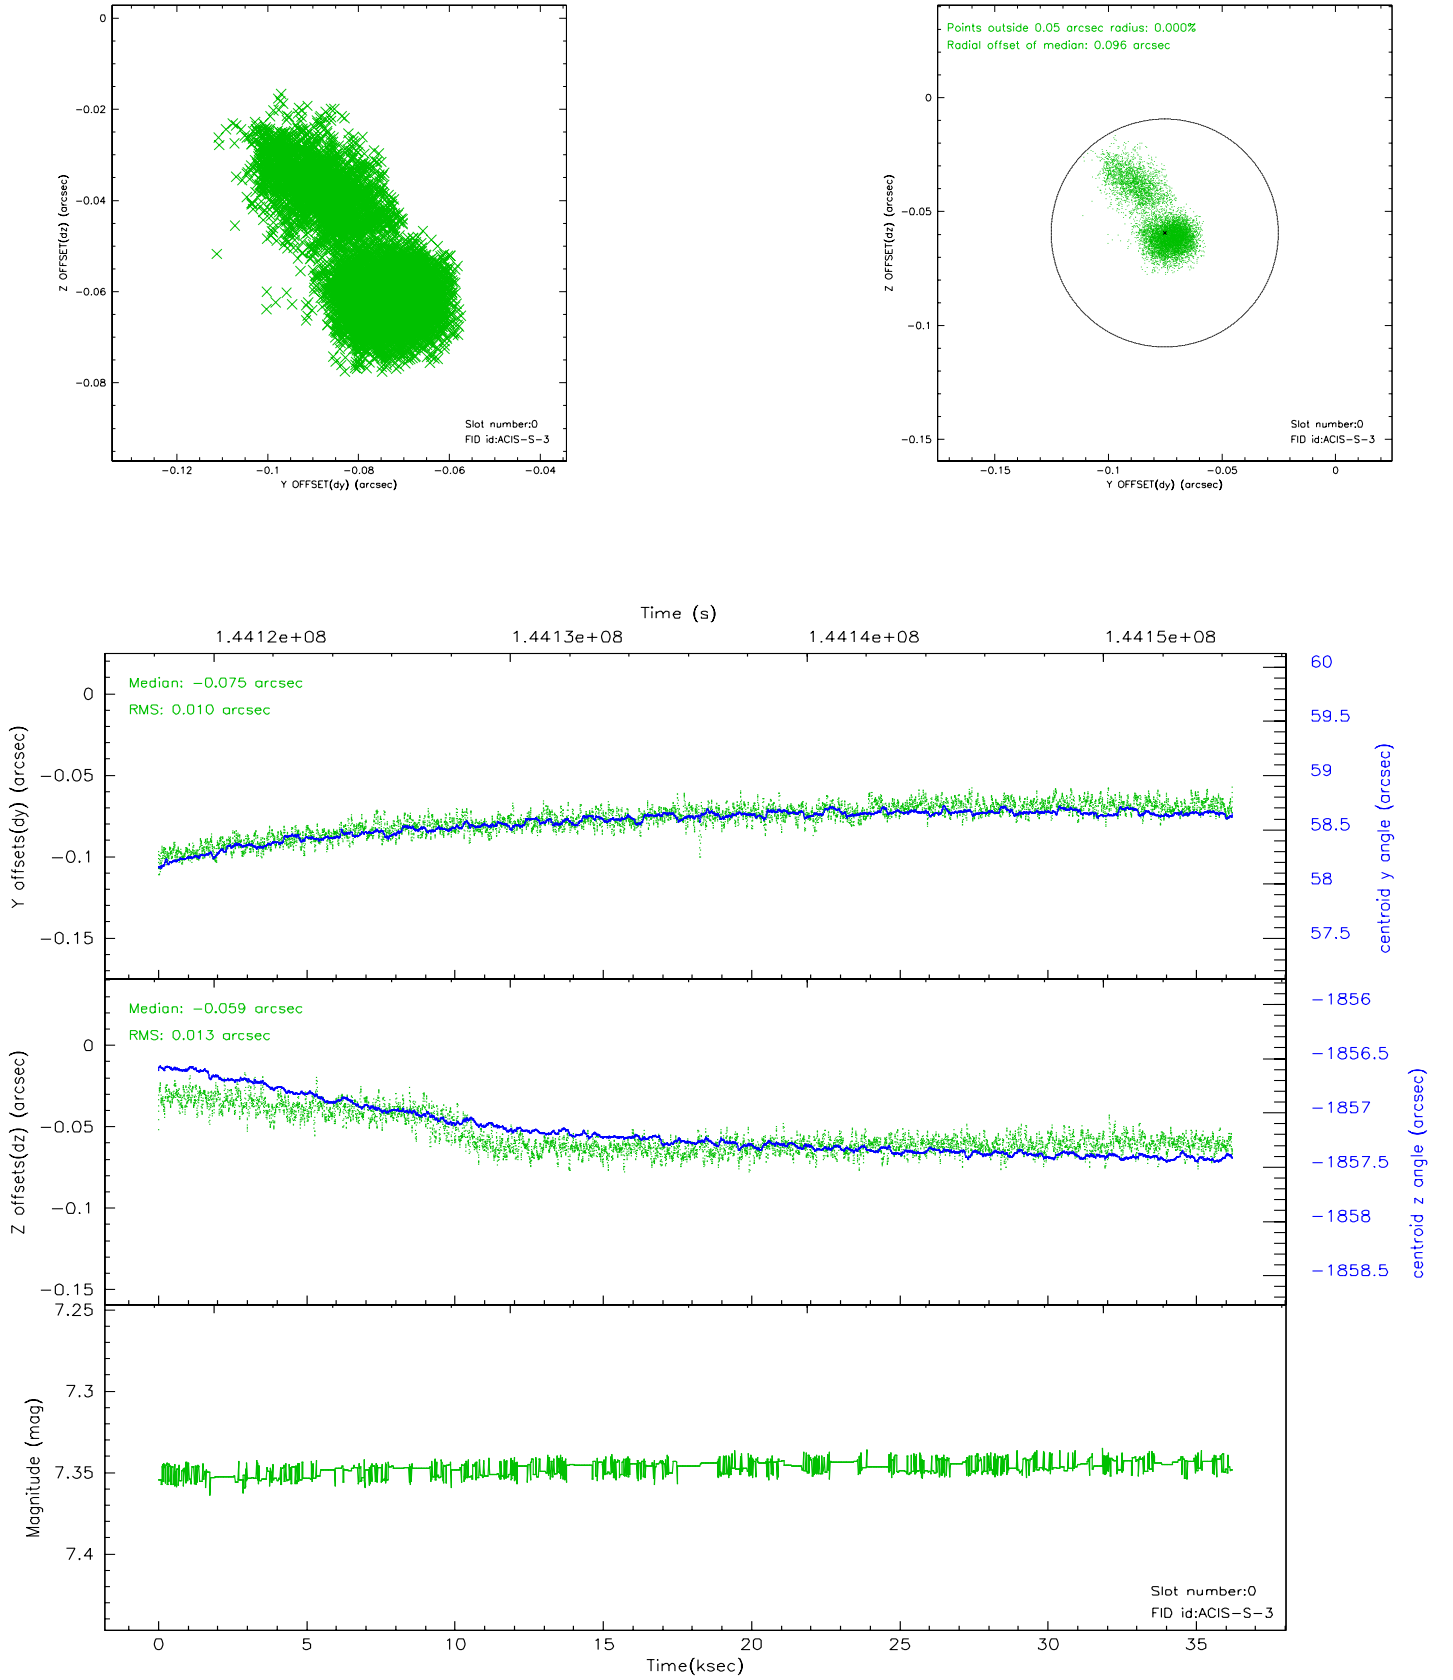 0
−0.02
−0.04
−0.06
−0.08
Z OFFSET(dz) (arcsec)
Slot number:0
FID id:ACIS−S−3
−0.12
−0.1
−0.08
−0.06
−0.04
Y OFFSET(dy) (arcsec)
Points outside 0.05 arcsec radius: 0.000%
Radial offset of median: 0.096 arcsec
0
−0.05
−0.1
−0.15
Z OFFSET(dz) (arcsec)
Slot number:0
FID id:ACIS−S−3
−0.15
−0.1
−0.05
0
Y OFFSET(dy) (arcsec)
Time (s)
1.4412e+08
1.4413e+08
1.4414e+08
1.4415e+08
Median: −0.075 arcsec
RMS: 0.010 arcsec
0
−0.05
−0.1
−0.15
Y offsets(dy) (arcsec)
60
59.5
59
58.5
58
57.5
centroid y angle (arcsec)
Median: −0.059 arcsec
RMS: 0.013 arcsec
0
−0.05
−0.1
−0.15
Z offsets(dz) (arcsec)
−1856
−1856.5
−1857
−1857.5
−1858
−1858.5
centroid z angle (arcsec)
7.25
7.3
7.35
7.4
Magnitude (mag)
Slot number:0
FID id:ACIS−S−3
0
5
10
15
20
25
30
35
Time(ksec)